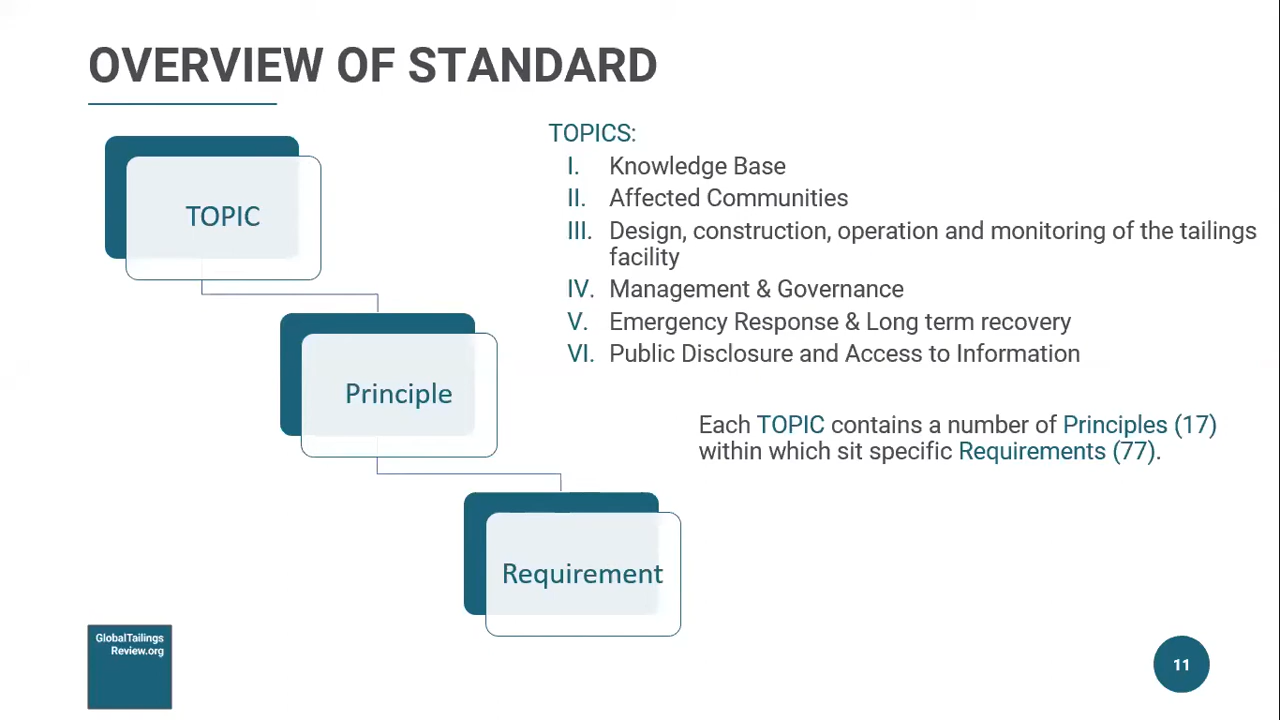 OVERVIEW OF STANDARD
TOPIC
Principle
Requirement
TOPICS:
I. Knowledge Base
II. Affected Communities
III. Design, construction, operation and monitoring of the tailings
facility
IV. Management & Governance
V. Emergency Response & Long term recovery
VI. Public Disclosure and Access to Information
Each TOPIC contains a number of Principles (17)
within which sit specific Requirements (77).
GlobalTailings
Review.org
11